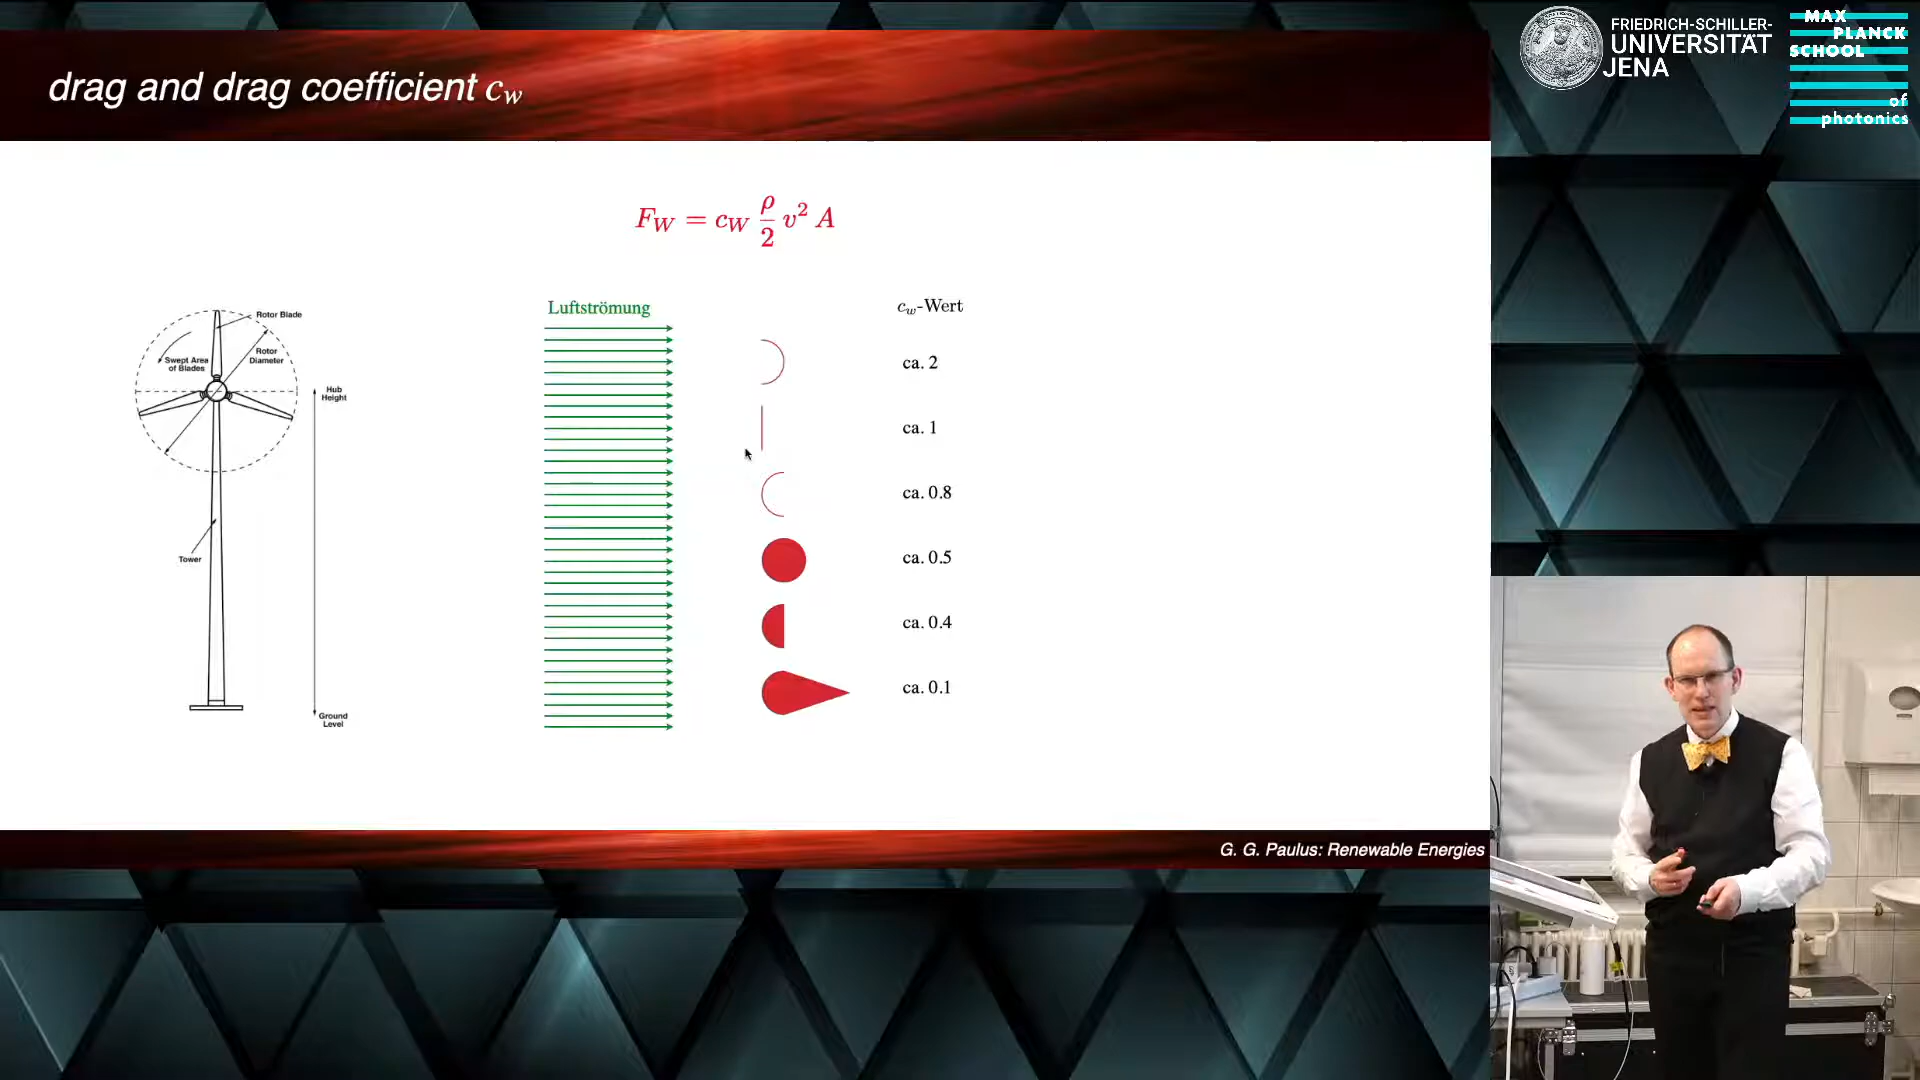 drag and drag coefficient c_w
FRIEDRICH-SCHILLER-
UNIVERSITÄT
JENA
MAX
PLANCK
SCHOOL
of
photonics
F_W = c_W ρ/2 v² A
Rotor Blade
Rotor
Diameter
Swept Area
of Blades
Hub
Height
Tower
Ground
Level
Luftströmung
c_w-Wert
ca. 2
ca. 1
ca. 0.8
ca. 0.5
ca. 0.4
ca. 0.1
G. G. Paulus: Renewable Energies